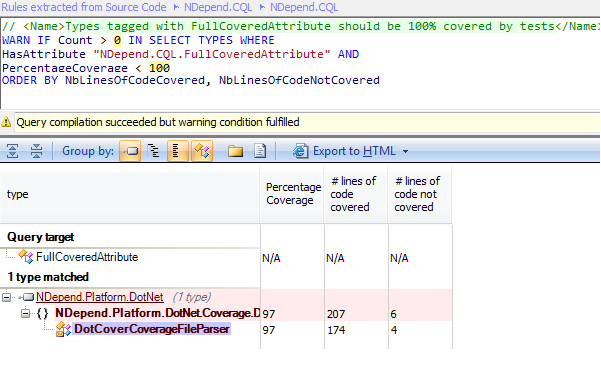 Rules extracted from Source Code ▸ NDepend.CQL ▸ NDepend.CQL
// <Name>Types tagged with FullCoveredAttribute should be 100% covered by tests</Name>
WARN IF Count > 0 IN SELECT TYPES WHERE
HasAttribute "NDepend.CQL.FullCoveredAttribute" AND
PercentageCoverage < 100
ORDER BY NbLinesOfCodeCovered, NbLinesOfCodeNotCovered
Query compilation succeeded but warning condition fulfilled
Group by: Export to HTML
type Percentage Coverage # lines of code covered # lines of code not covered
Query target
FullCoveredAttribute N/A N/A N/A
1 type matched
NDepend.Platform.DotNet (1 type)
{} NDepend.Platform.DotNet.Coverage.D 97 207 6
DotCoverCoverageFileParser 97 174 4